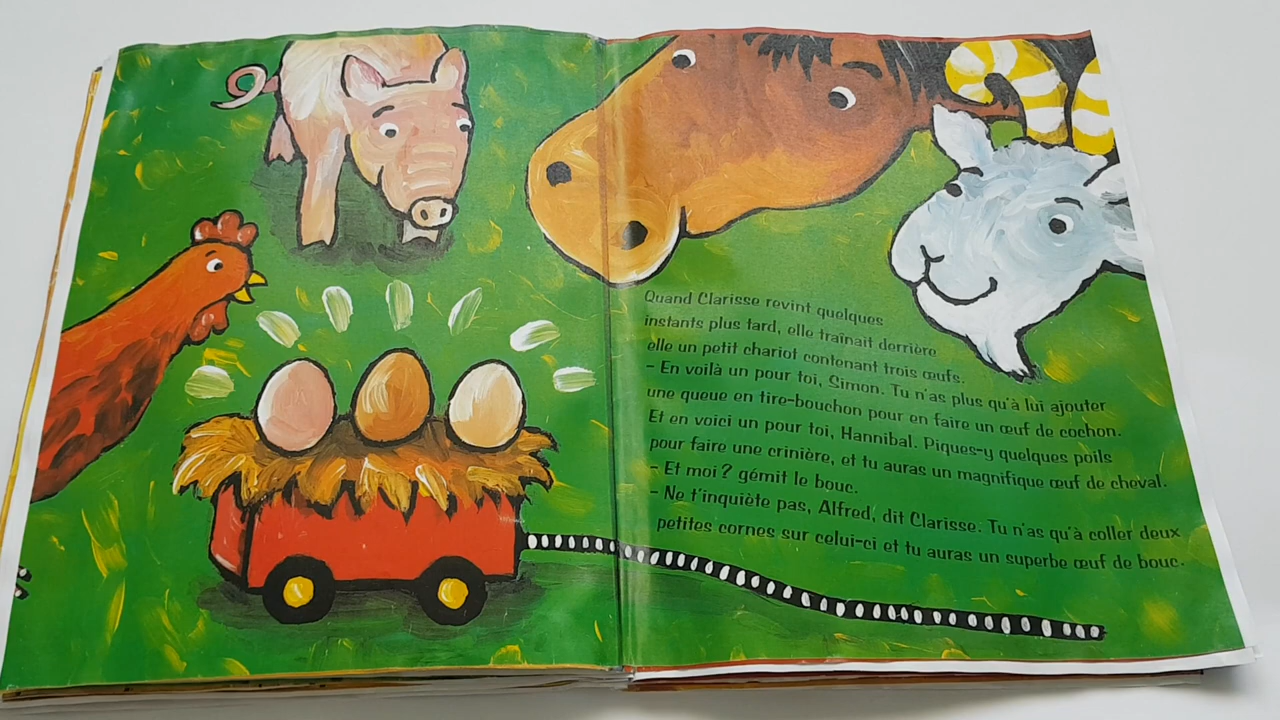 Quand Clarisse revint quelques
instants plus tard, elle traînait derrière
elle un petit chariot contenant trois œufs.
- En voilà un pour toi, Simon. Tu n'as plus qu'à lui ajouter
une queue en tire-bouchon pour en faire un œuf de cochon.
Et en voici un pour toi, Hannibal. Piques-y quelques poils
pour faire une crinière, et tu auras un magnifique œuf de cheval.
- Et moi ? gémit le bouc.
- Ne t'inquiète pas, Alfred, dit Clarisse. Tu n'as qu'à coller deux
petites cornes sur celui-ci et tu auras un superbe œuf de bouc.